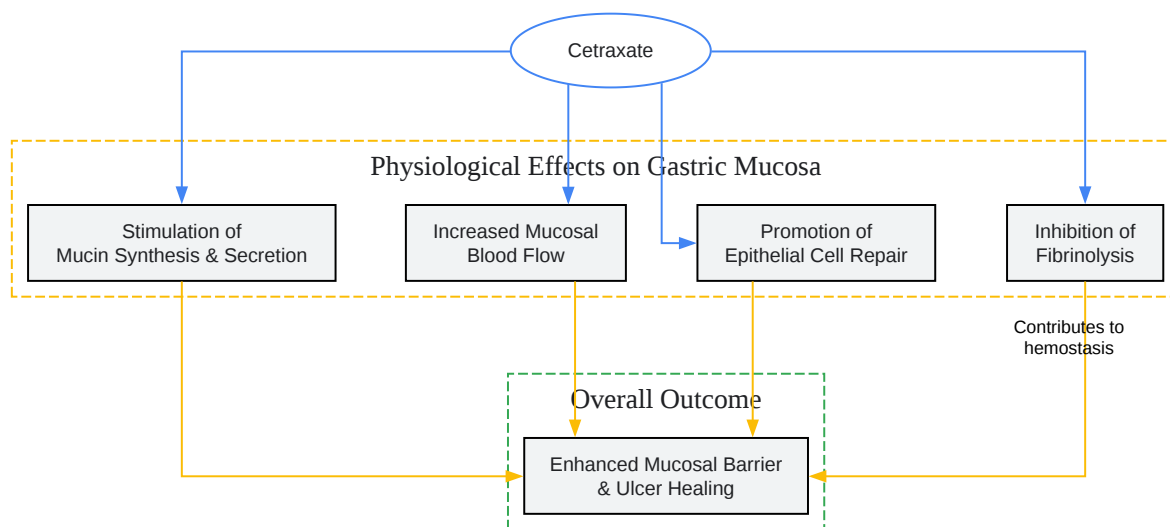 Cetraxate
Physiological Effects on Gastric Mucosa
Stimulation of
Mucin Synthesis & Secretion
Increased Mucosal
Blood Flow
Promotion of
Epithelial Cell Repair
Inhibition of
Fibrinolysis
Contributes to
hemostasis
Overall Outcome
Enhanced Mucosal Barrier
& Ulcer Healing